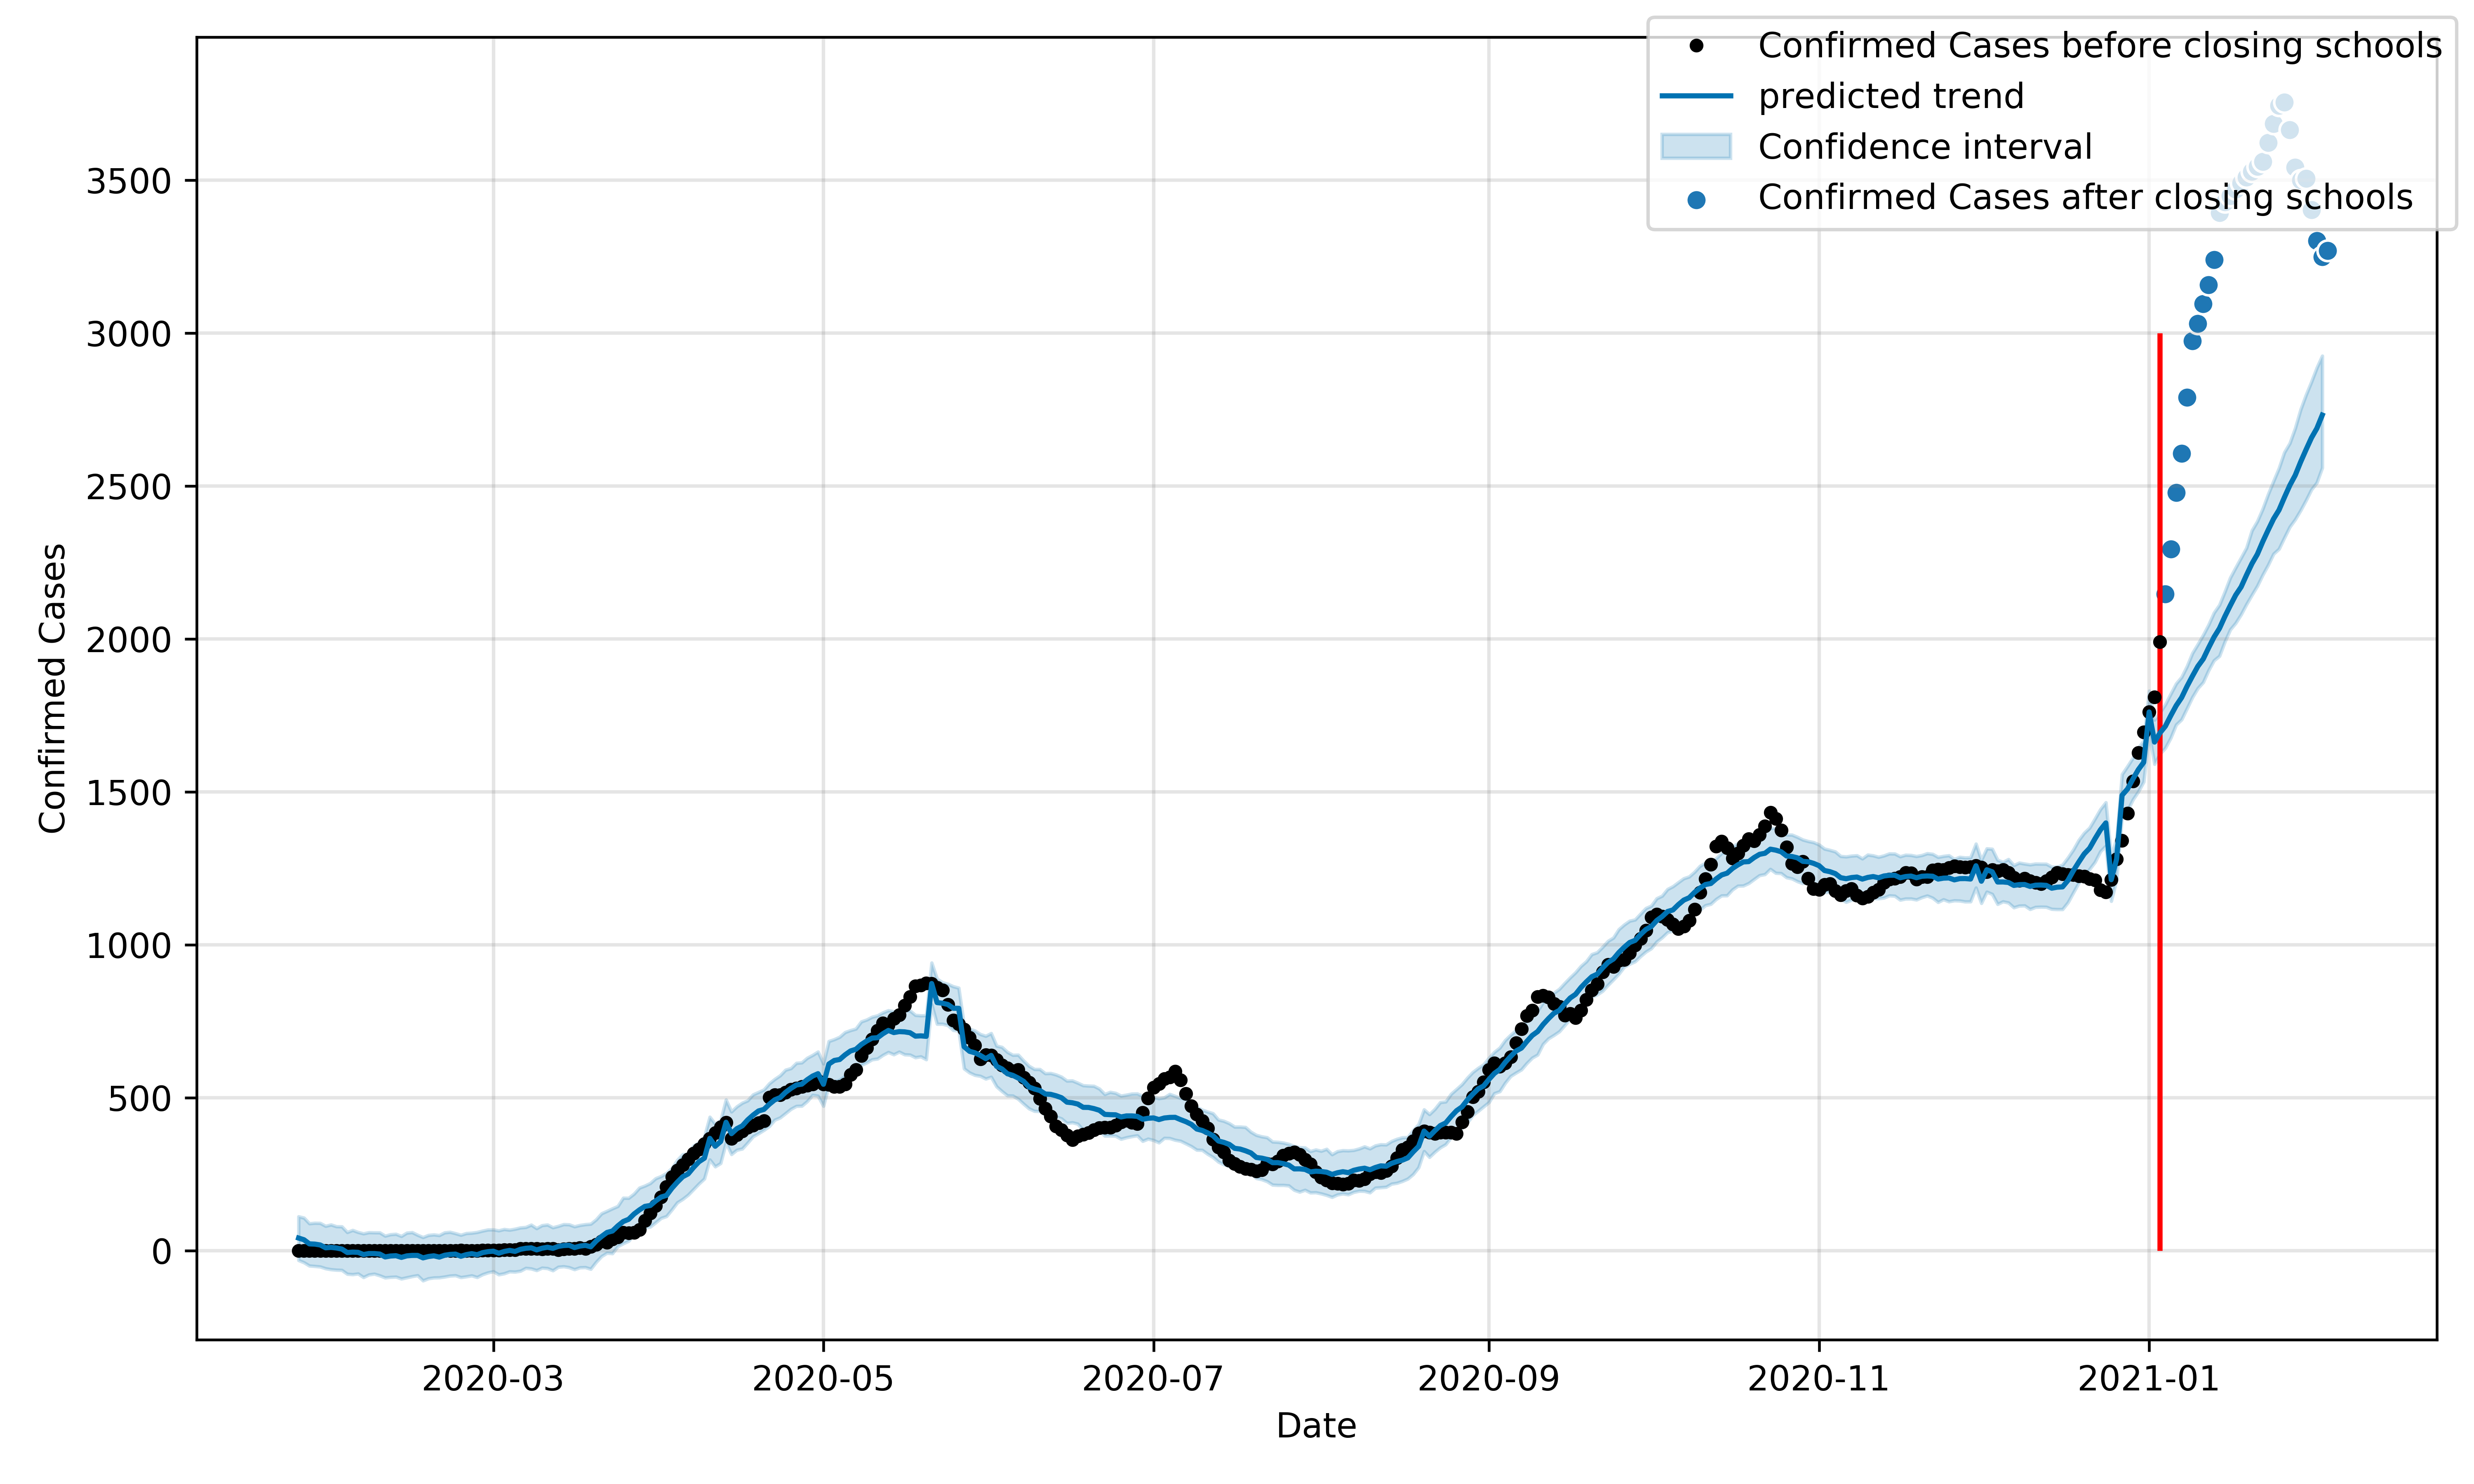 Confirmed Cases before closing schools
predicted trend
Confidence interval
Confirmed Cases after closing schools
3500
3000
2500
2000
1500
1000
500
0
Confirmed Cases
2020-03 2020-05 2020-07 2020-09 2020-11 2021-01
Date